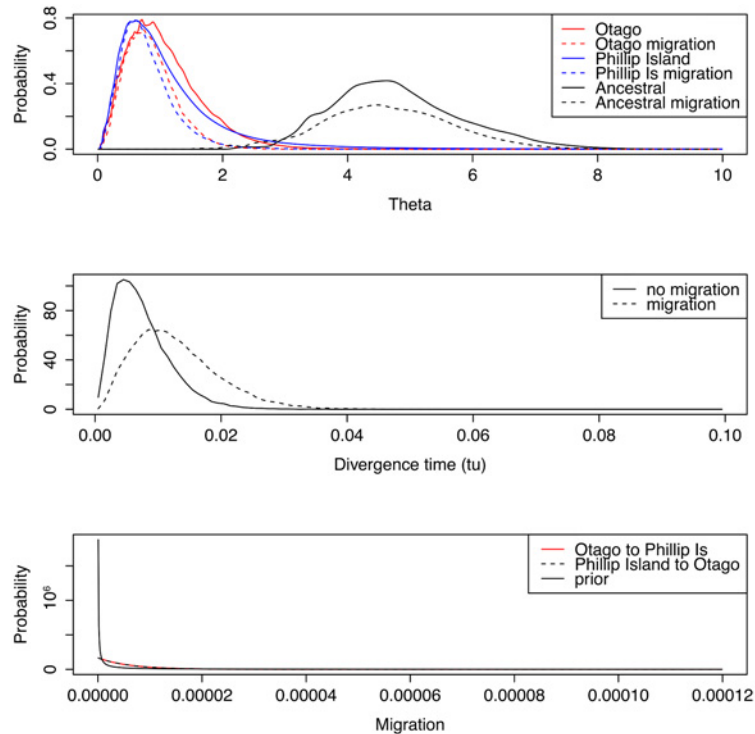 Probability
0.0 0.4 0.8
Otago
Otago migration
Phillip Island
Phillip Is migration
Ancestral
Ancestral migration
0 2 4 6 8 10
Theta
Probability
0 40 80
no migration
migration
0.00 0.02 0.04 0.06 0.08 0.10
Divergence time (tu)
Probability
0 10⁶
Otago to Phillip Is
Phillip Island to Otago
prior
0.00000 0.00002 0.00004 0.00006 0.00008 0.00010 0.00012
Migration